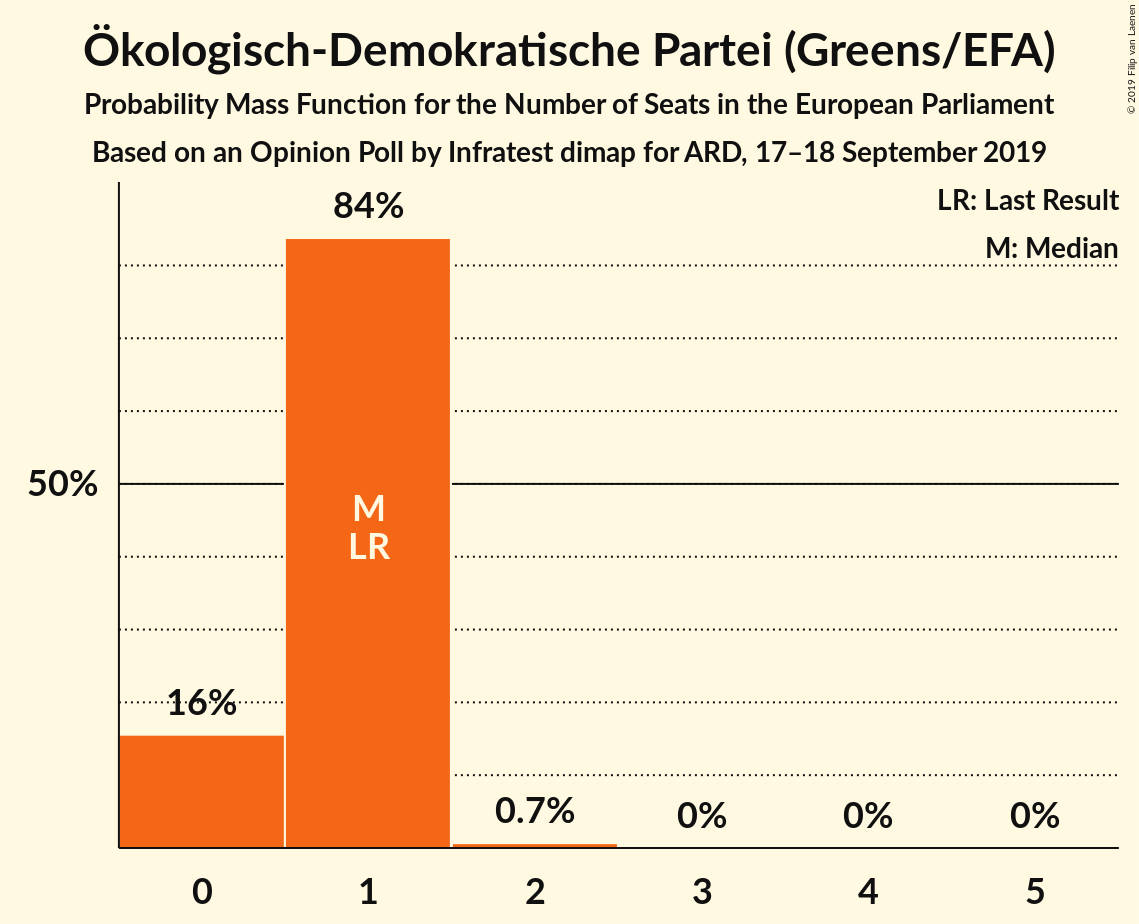 Ökologisch-Demokratische Partei (Greens/EFA)
Probability Mass Function for the Number of Seats in the European Parliament
Based on an Opinion Poll by Infratest dimap for ARD, 17–18 September 2019
© 2019 Filip van Laenen
LR: Last Result
M: Median
84%
50%
M
LR
16%
0.7%
0%
0%
0%
0
1
2
3
4
5